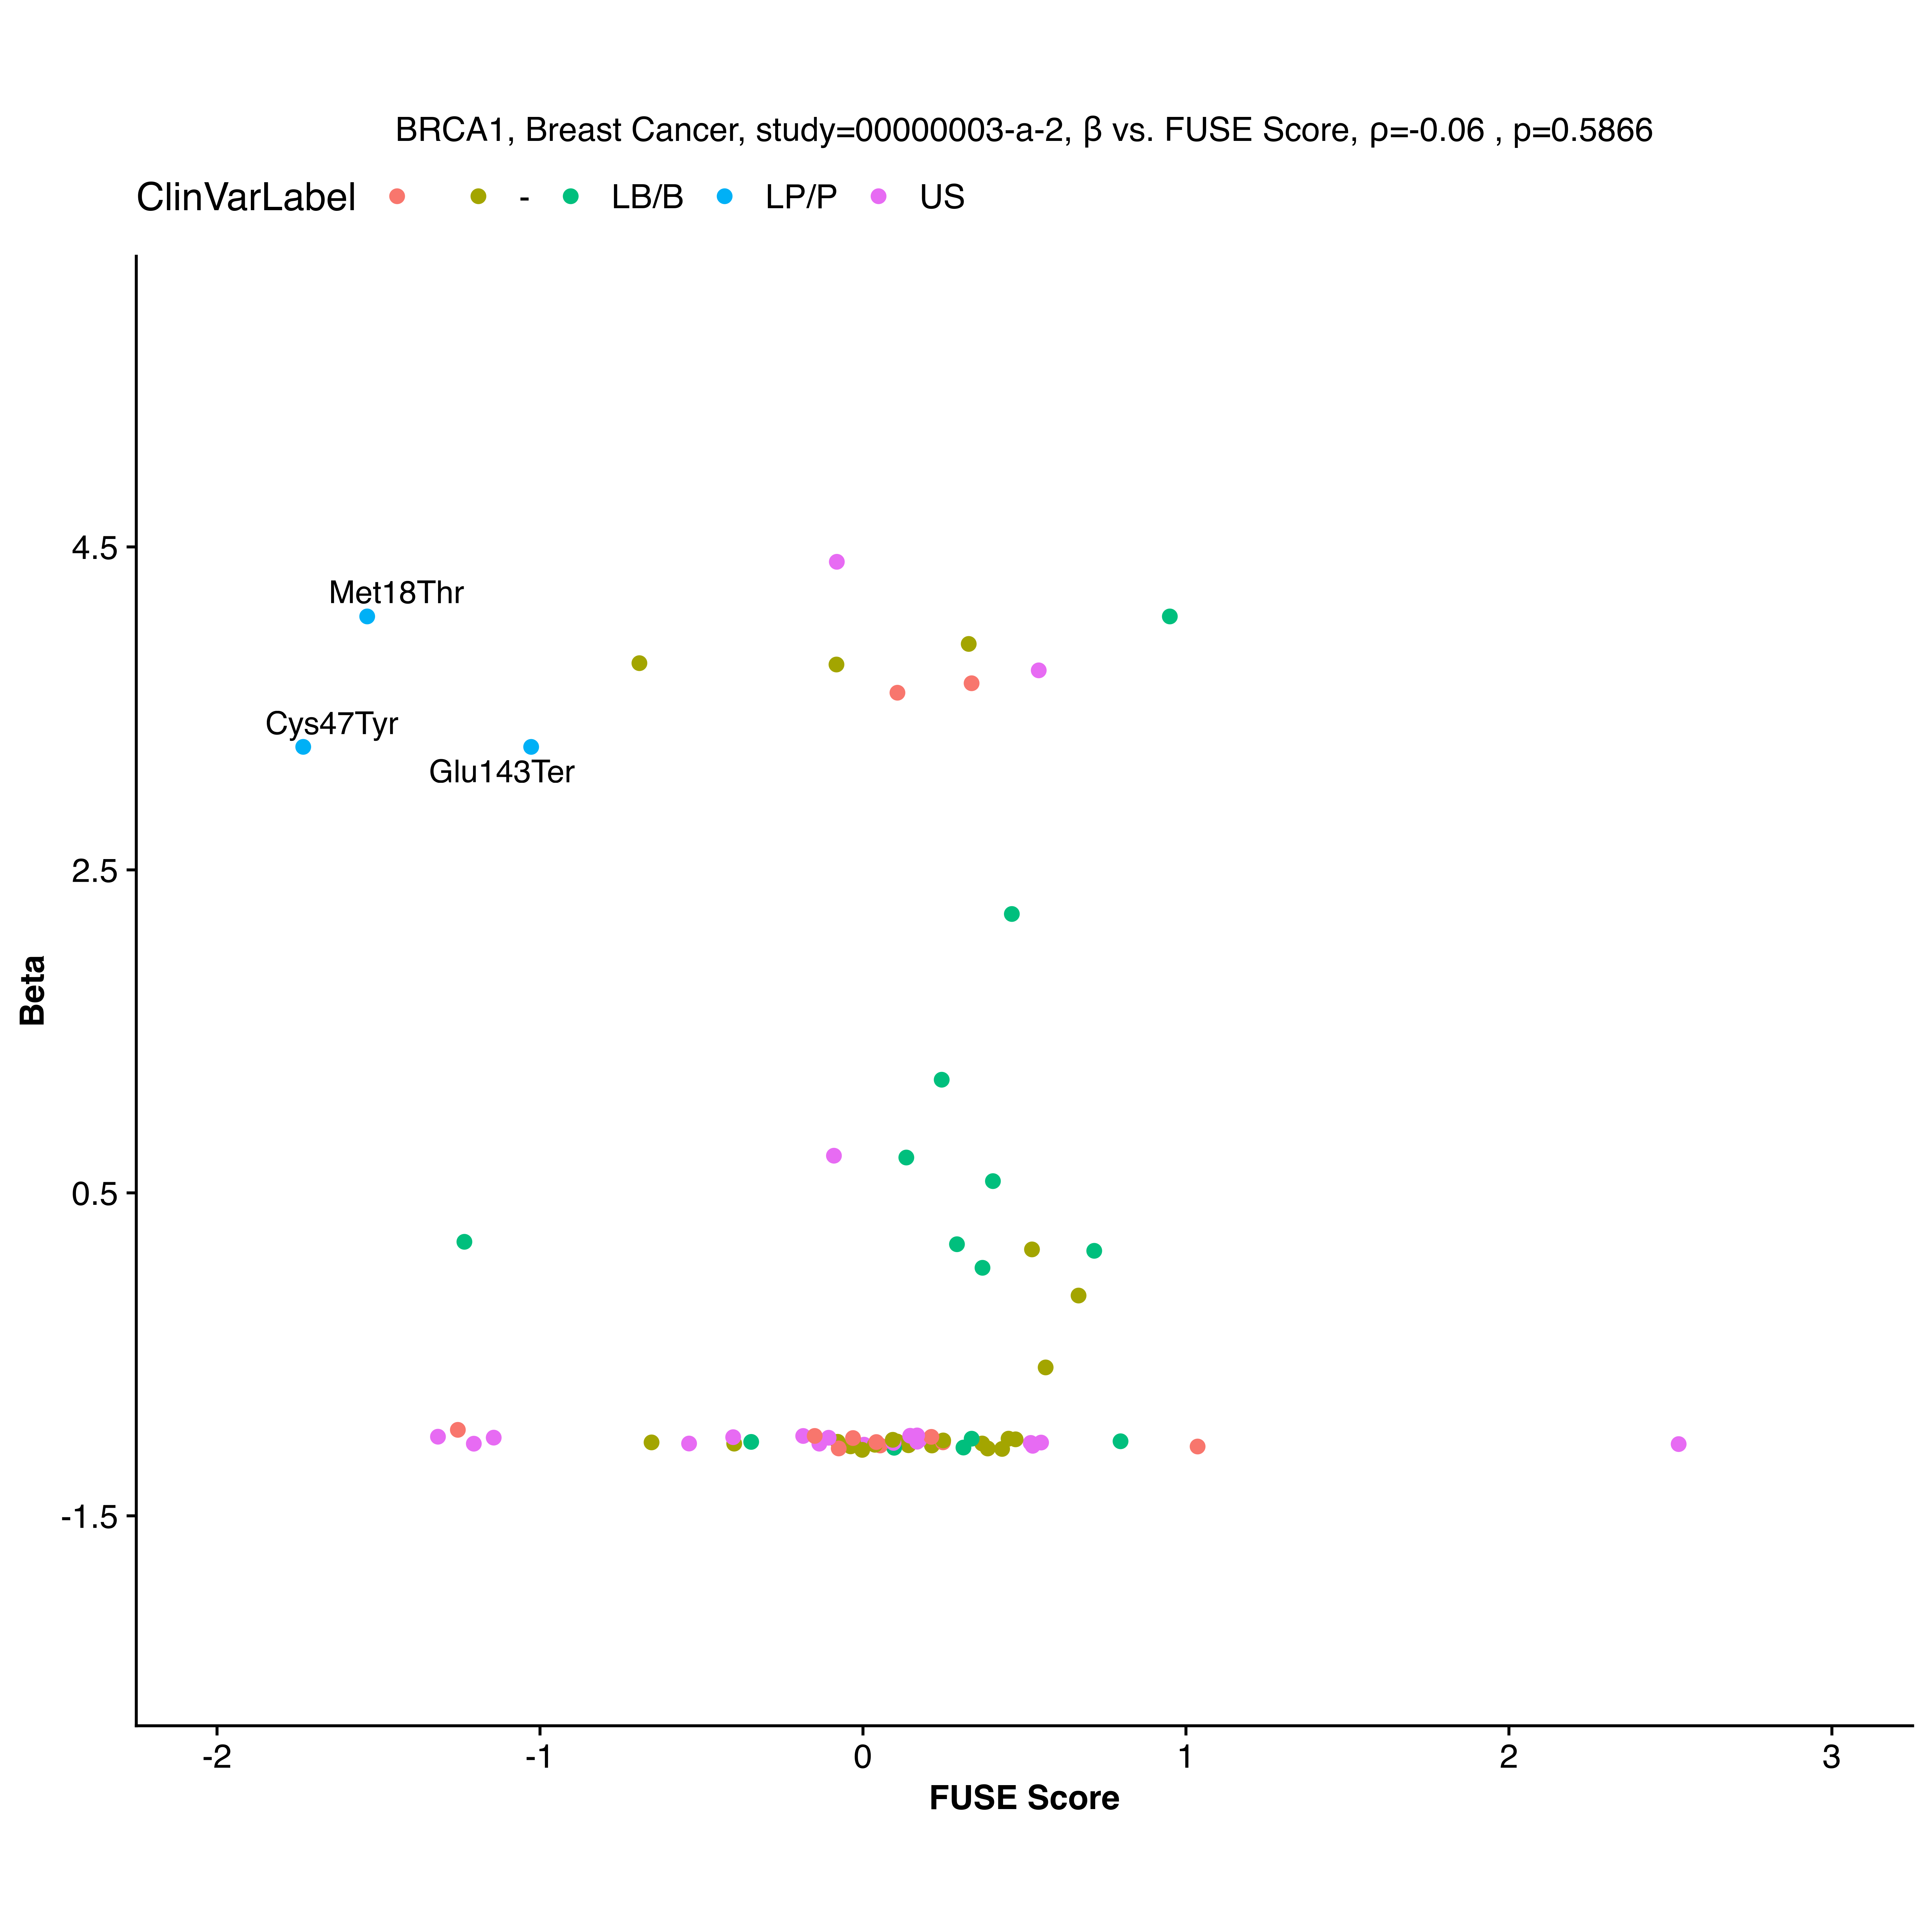 BRCA1, Breast Cancer, study=00000003-a-2, β vs. FUSE Score, ρ=-0.06 , p=0.5866
ClinVarLabel - LB/B LP/P US
4.5
Met18Thr
Cys47Tyr
Glu143Ter
2.5
Beta
0.5
-1.5
-2 -1 0 1 2 3
FUSE Score